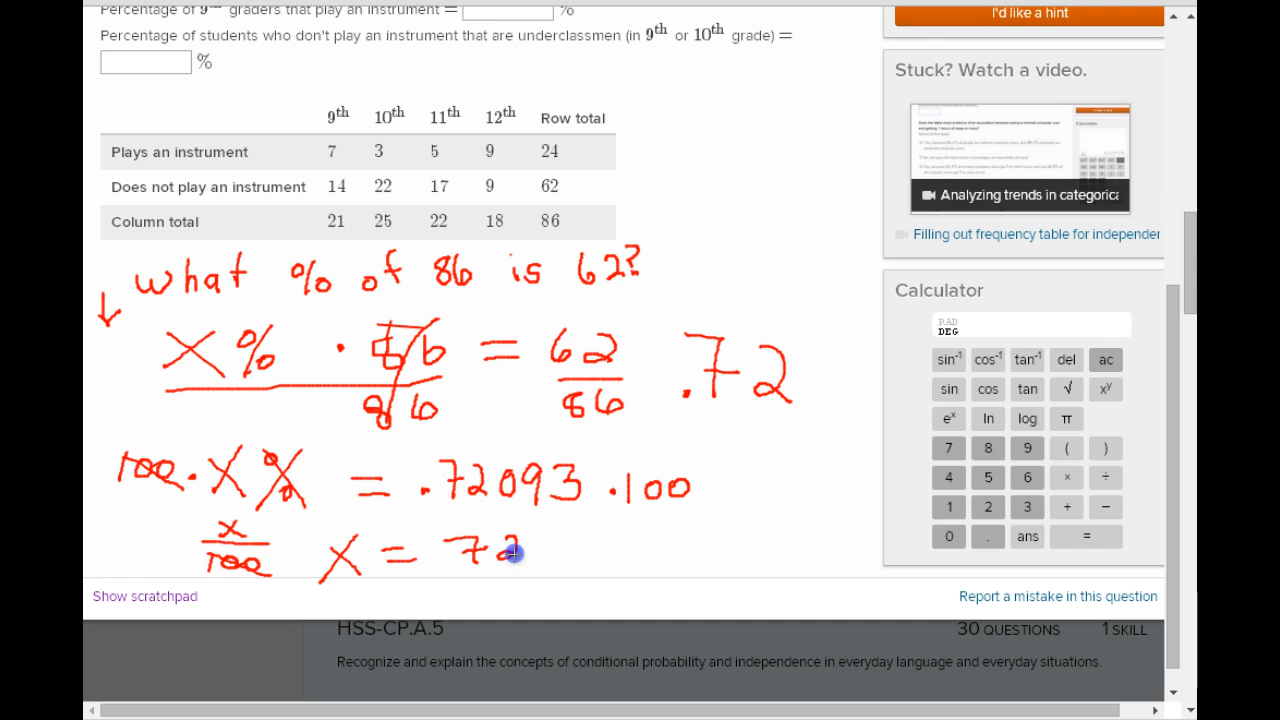 Percentage of 9th graders that play an instrument = %
I'd like a hint
Percentage of students who don't play an instrument that are underclassmen (in 9th or 10th grade) =
%
Stuck? Watch a video.
Analyzing trends in categorica
Filling out frequency table for independer
9th 10th 11th 12th Row total
Plays an instrument 7 3 5 9 24
Does not play an instrument 14 22 17 9 62
Column total 21 25 22 18 86
what % of 86 is 62?
X% · 86 = 62 .72
86 86
100 · X % = .72093 .100
x
100
X = 72
Calculator
RAD
DEG
sin-1 cos-1 tan-1 del ac
sin cos tan √ xy
ex ln log π
7 8 9 ( )
4 5 6 × ÷
1 2 3 + −
0 . ans =
Show scratchpad
Report a mistake in this question
HSS-CP.A.5
30 QUESTIONS 1 SKILL
Recognize and explain the concepts of conditional probability and independence in everyday language and everyday situations.